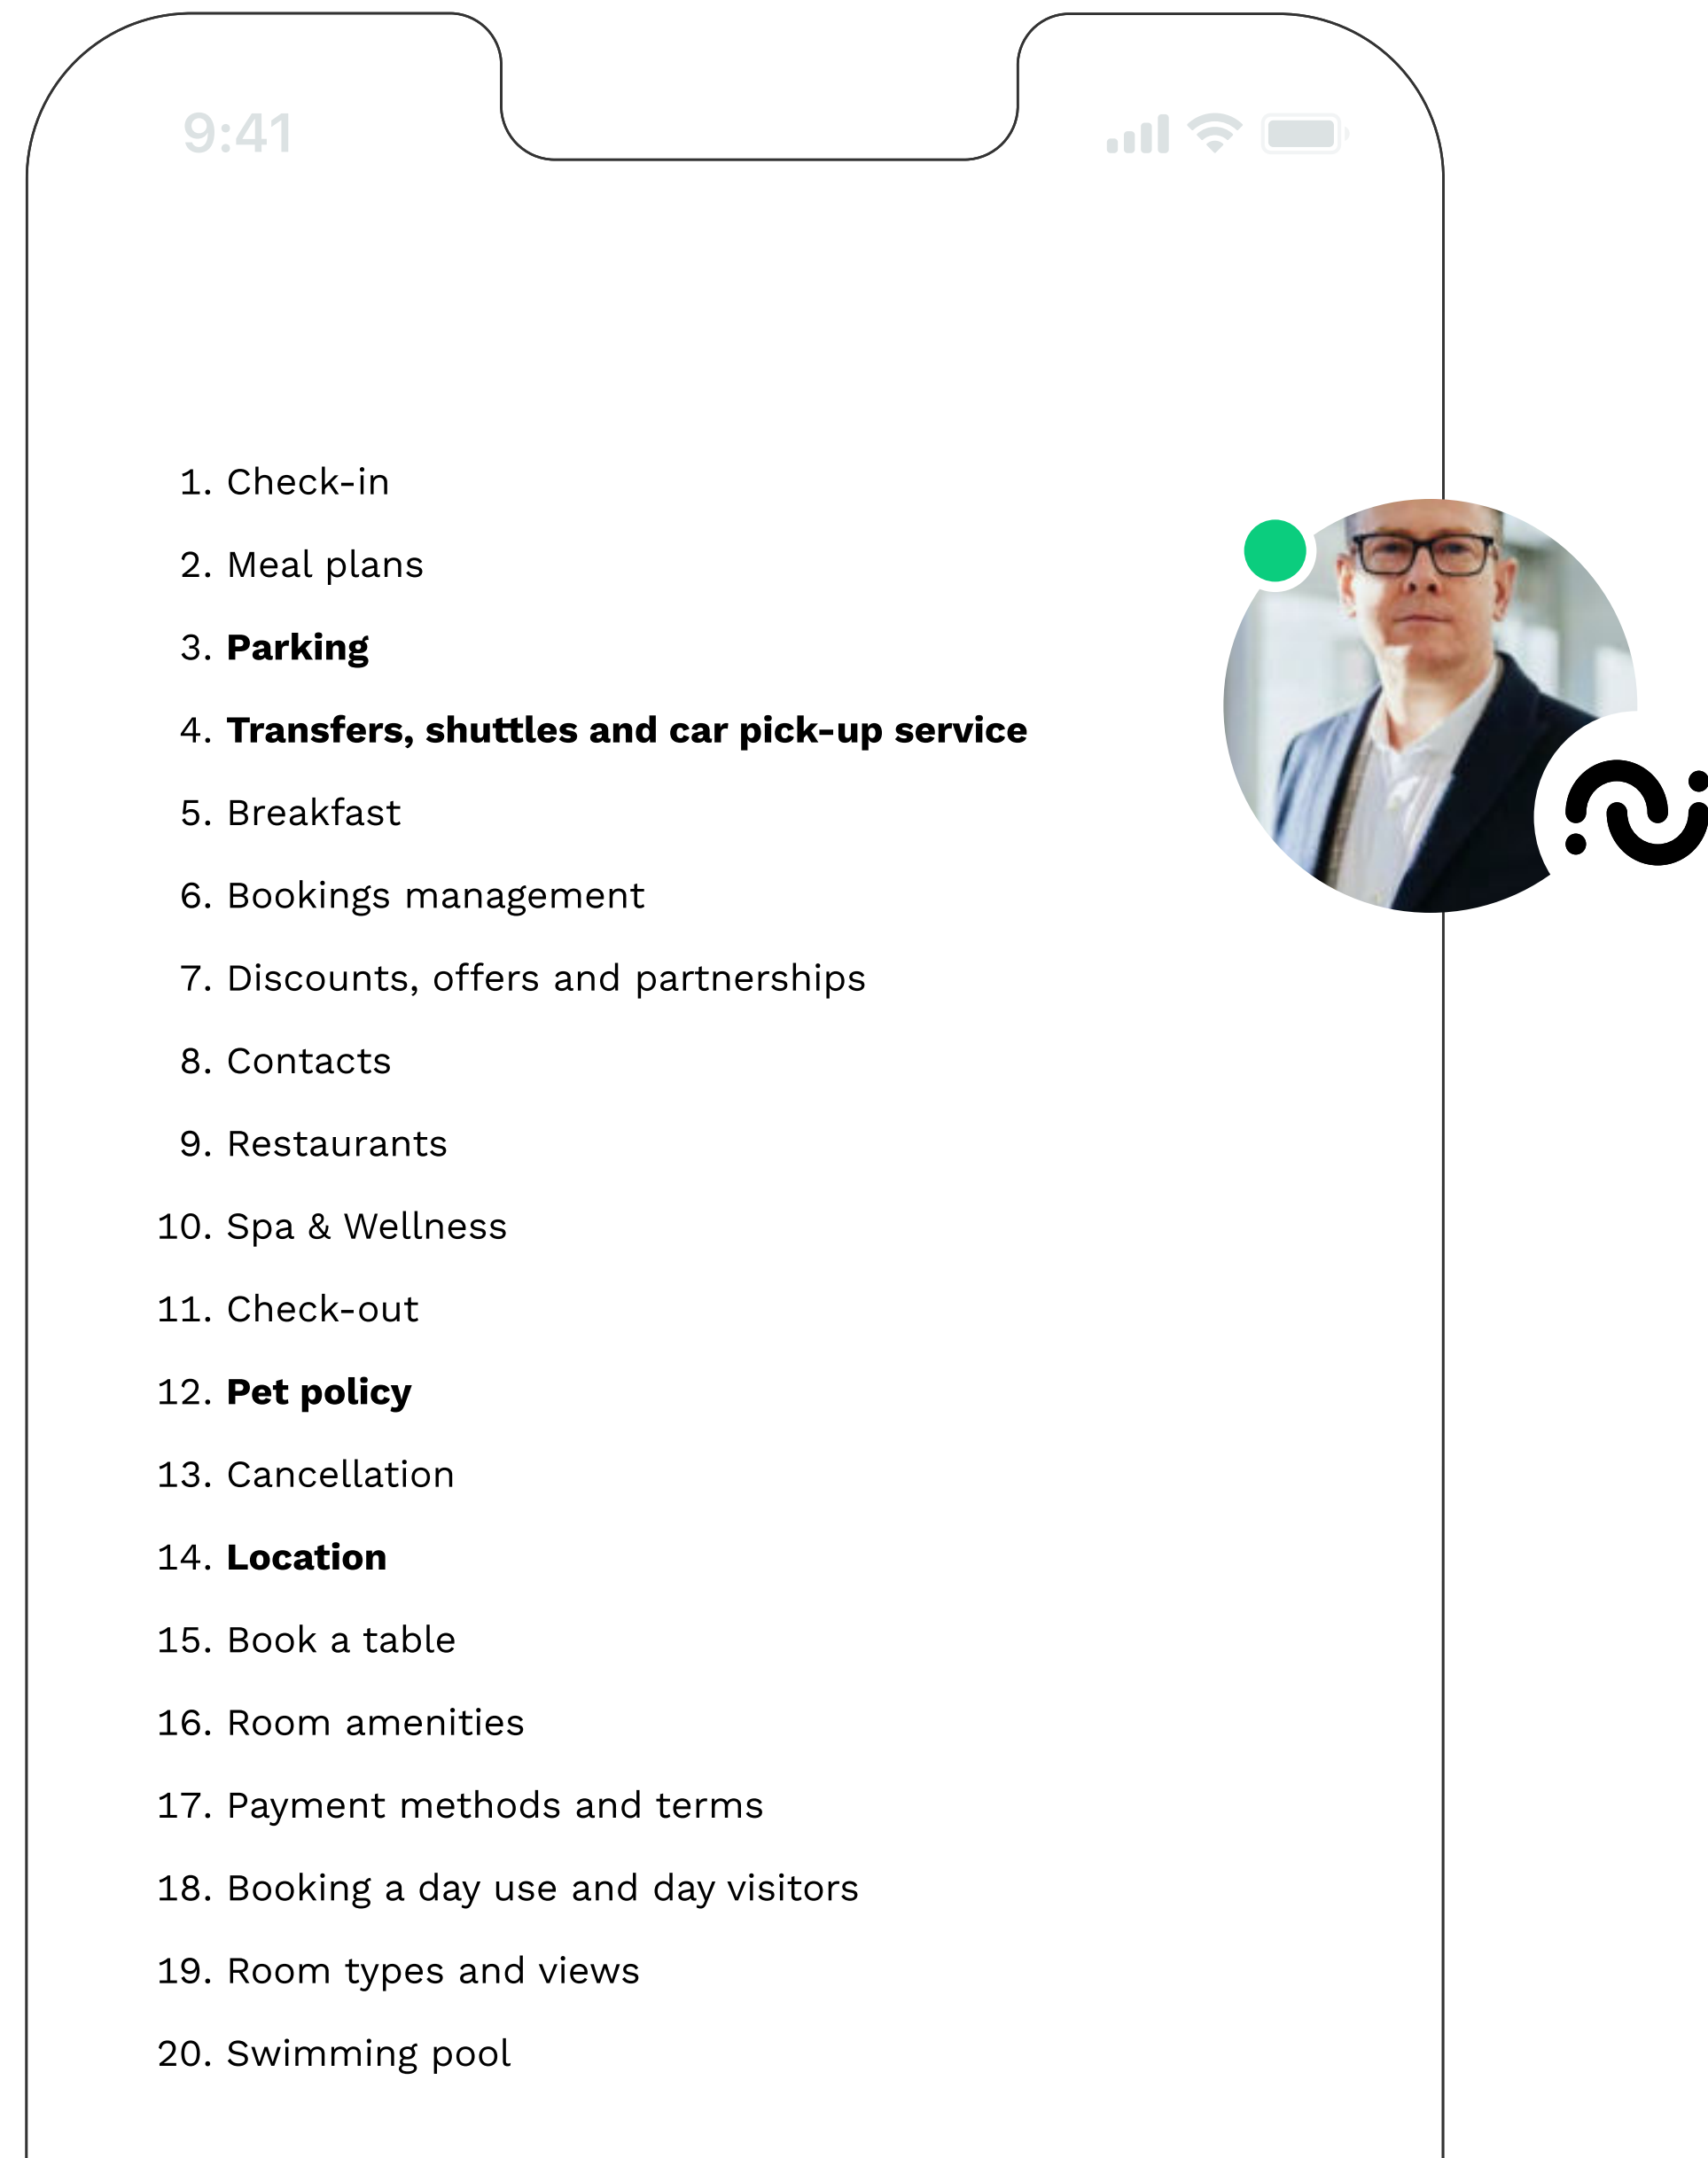 9:41
1. Check-in
2. Meal plans
3. Parking
4. Transfers, shuttles and car pick-up service
5. Breakfast
6. Bookings management
7. Discounts, offers and partnerships
8. Contacts
9. Restaurants
10. Spa & Wellness
11. Check-out
12. Pet policy
13. Cancellation
14. Location
15. Book a table
16. Room amenities
17. Payment methods and terms
18. Booking a day use and day visitors
19. Room types and views
20. Swimming pool